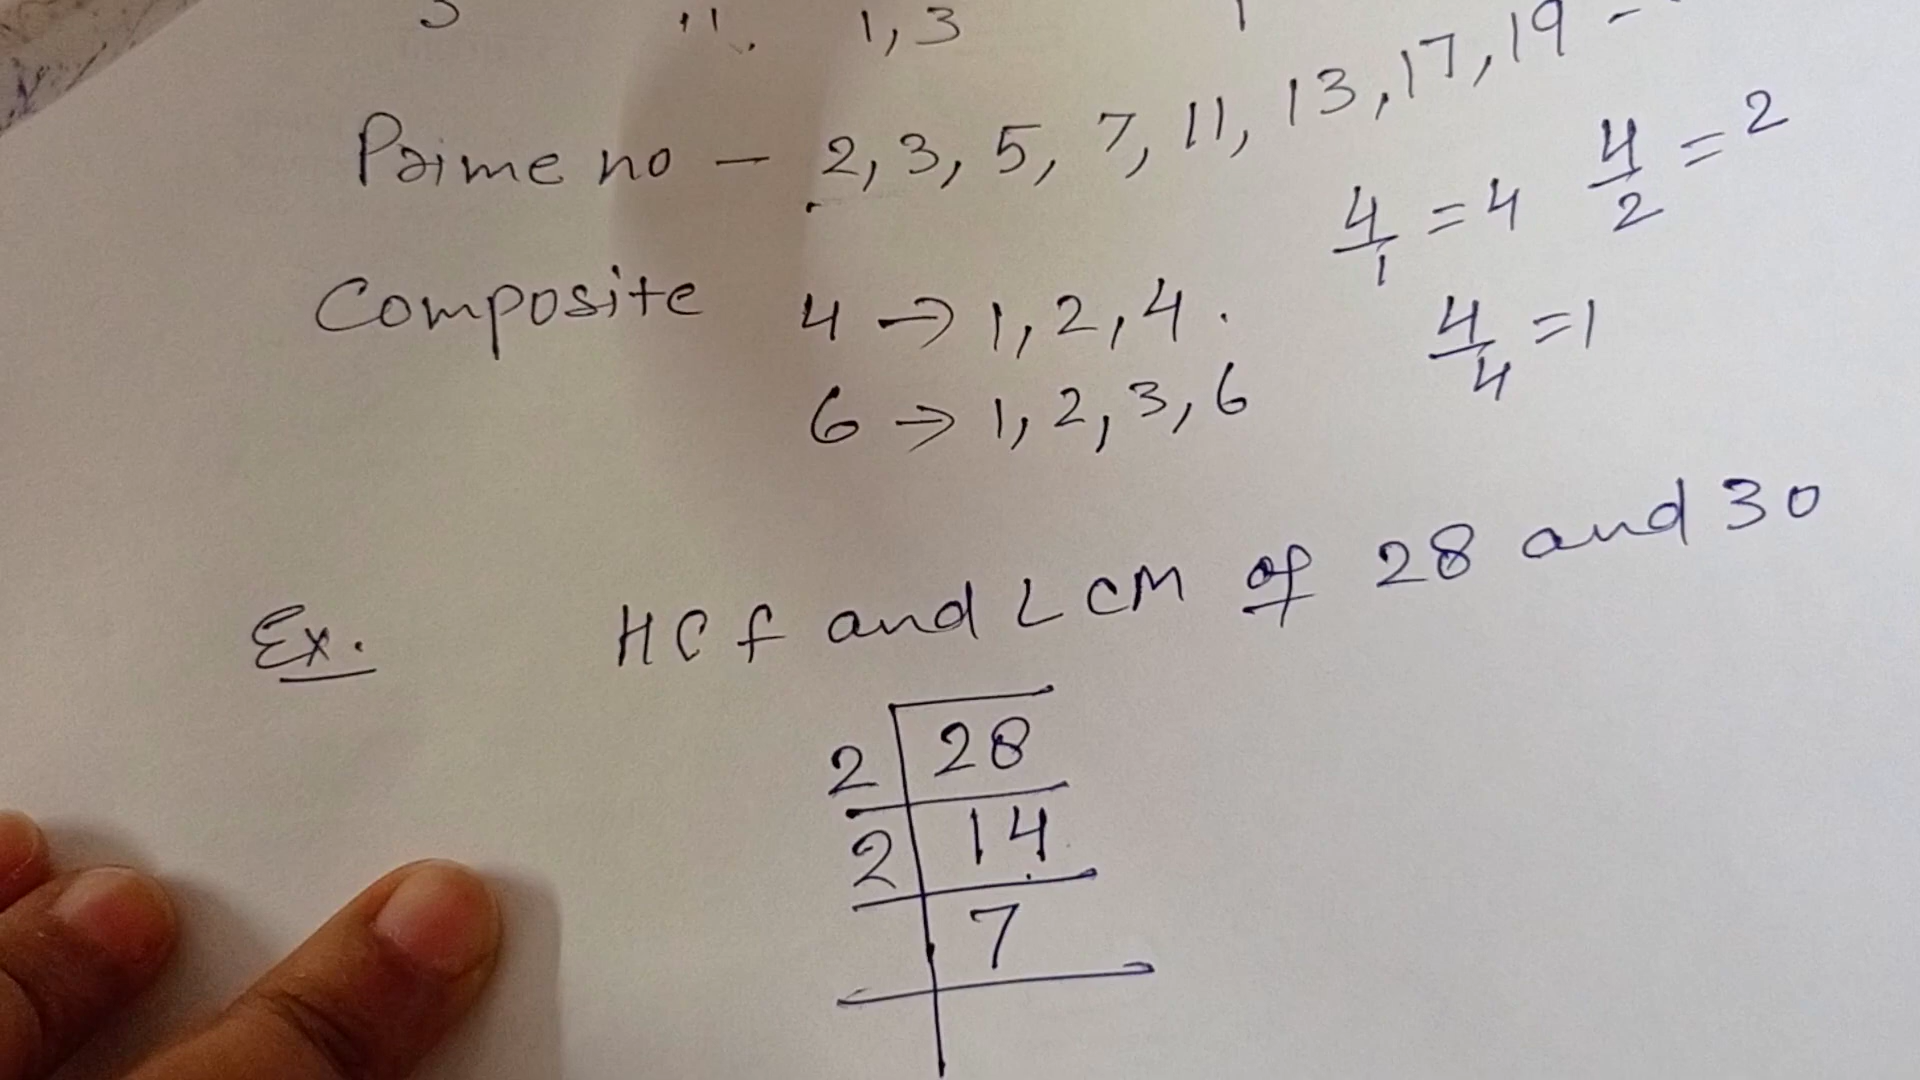 1, 3
Prime no - 2, 3, 5, 7, 11, 13, 17, 19 -
4/1 = 4 4/2 = 2
Composite 4 → 1, 2, 4.
4/4 = 1
6 → 1, 2, 3, 6
Ex. HCf and LCM of 28 and 30
2 28
2 14
7